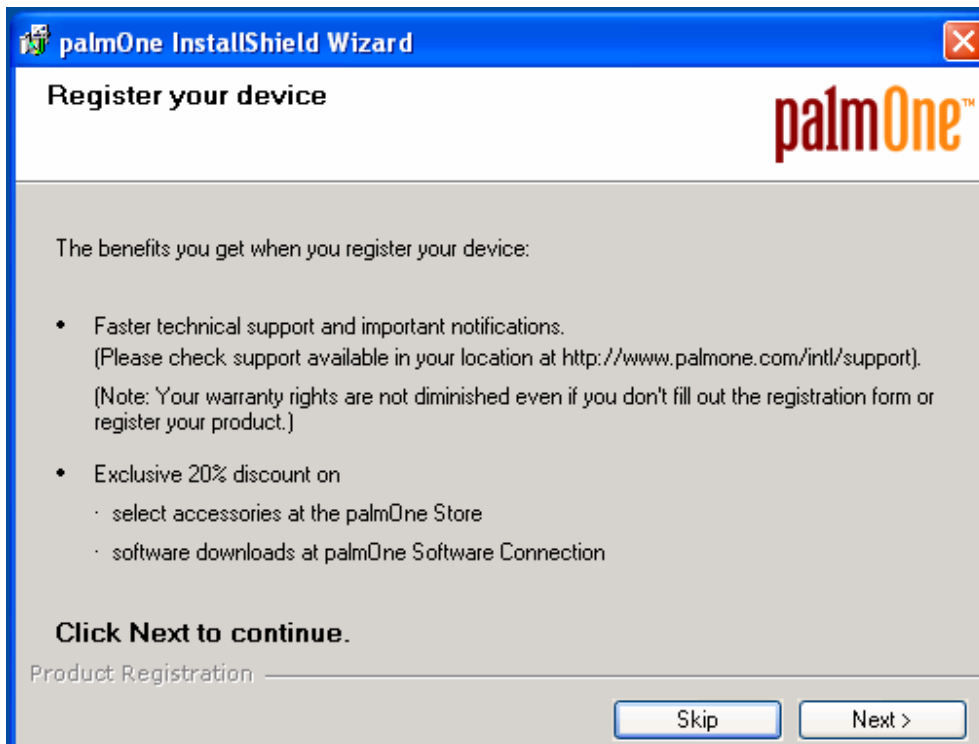 palmOne InstallShield Wizard
Register your device
palmOne™
The benefits you get when you register your device:
• Faster technical support and important notifications.
(Please check support available in your location at http://www.palmone.com/intl/support).
(Note: Your warranty rights are not diminished even if you don't fill out the registration form or
register your product.)
• Exclusive 20% discount on
· select accessories at the palmOne Store
· software downloads at palmOne Software Connection
Click Next to continue.
Product Registration
Skip
Next >